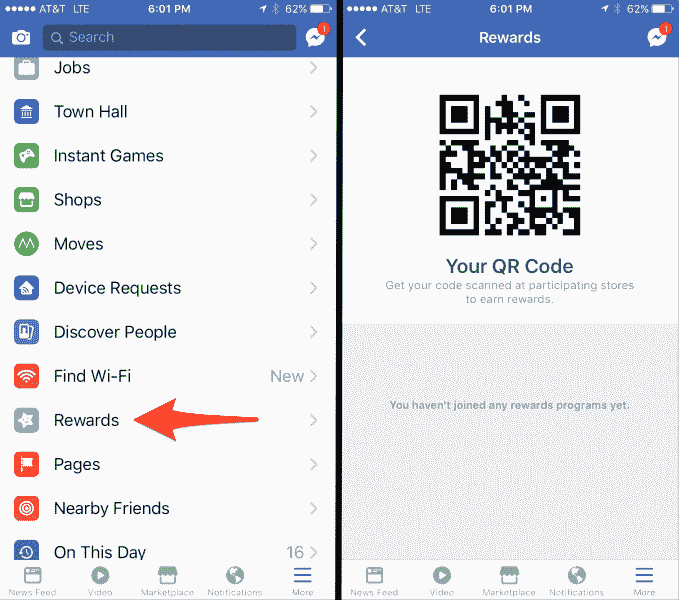 AT&T LTE 6:01 PM 62%
Search 1
Jobs
Town Hall
Instant Games
Shops
Moves
Device Requests
Discover People
Find Wi-Fi New
Rewards
Pages
Nearby Friends
On This Day 16
News Feed Video Marketplace Notifications More
AT&T LTE 6:01 PM 62%
Rewards 1
Your QR Code
Get your code scanned at participating stores
to earn rewards.
You haven't joined any rewards programs yet.
News Feed Video Marketplace Notifications More